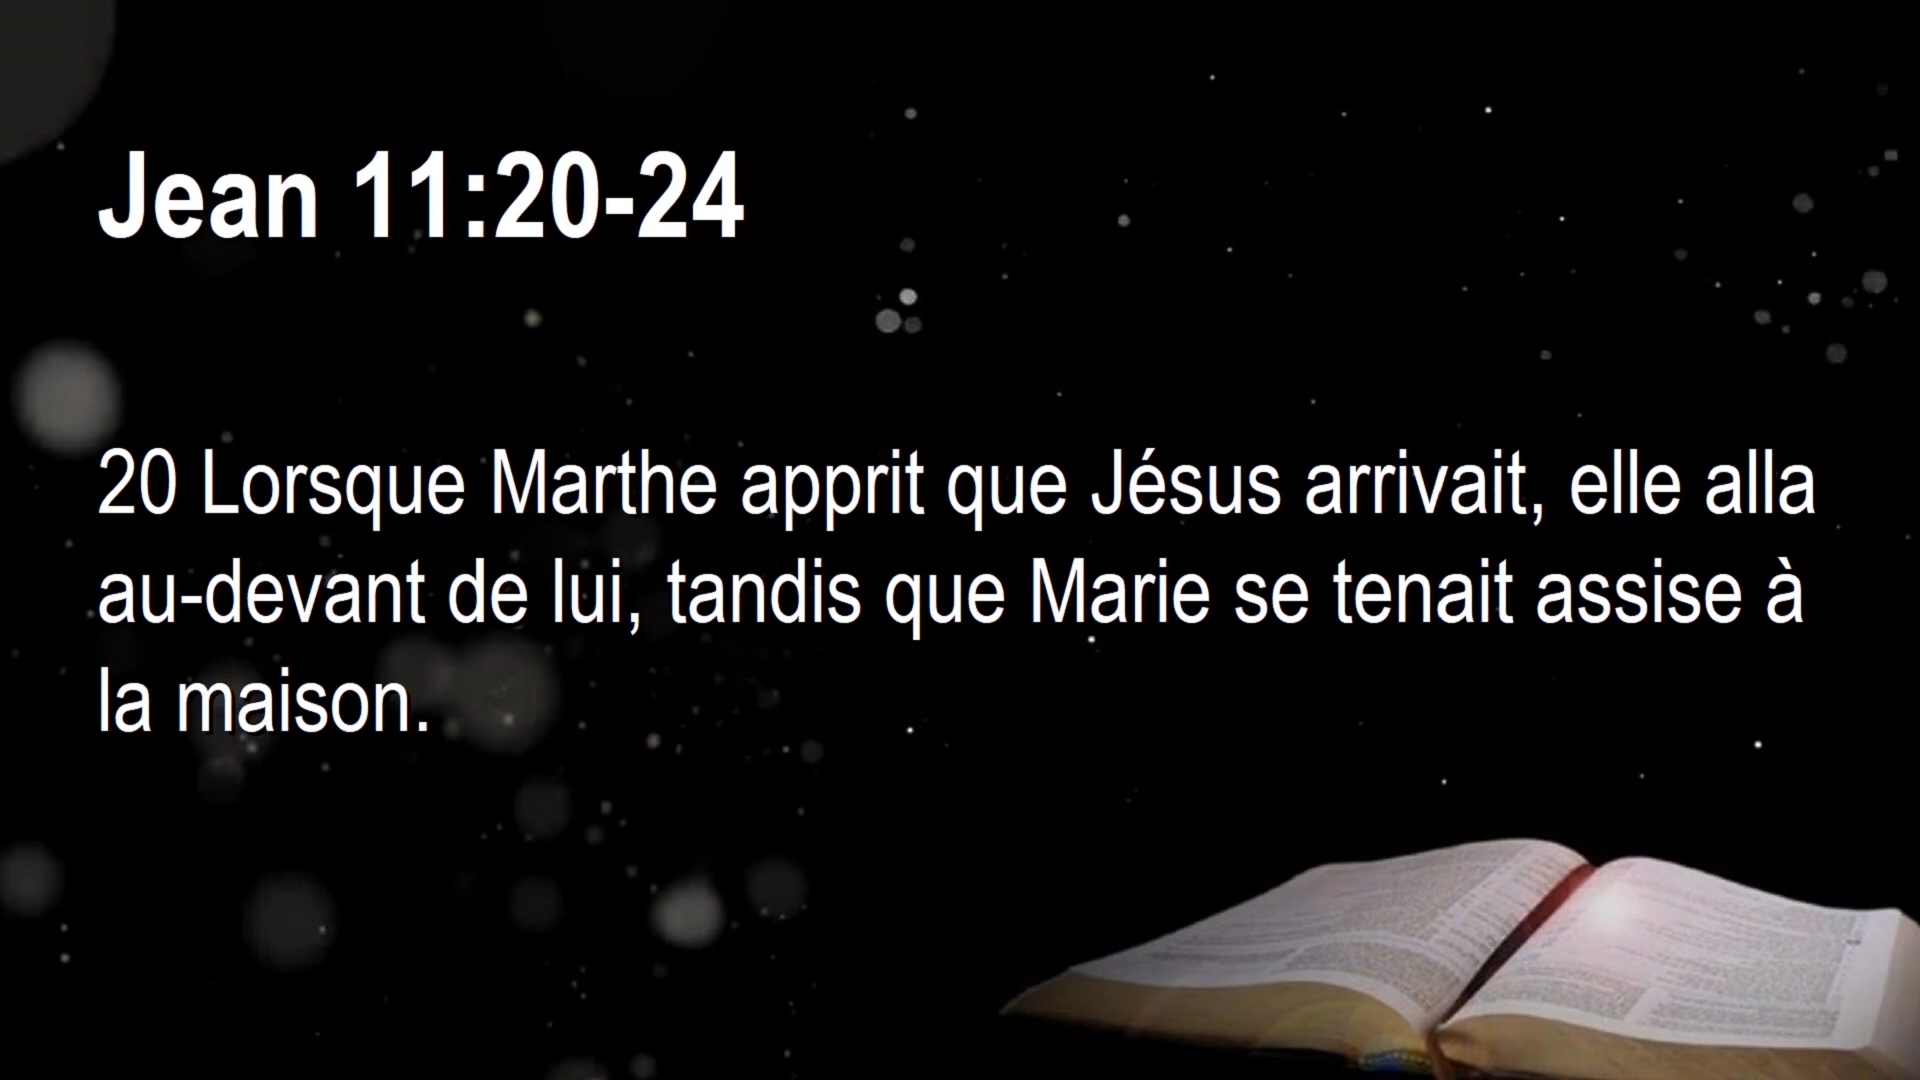 Jean 11:20-24
20 Lorsque Marthe apprit que Jésus arrivait, elle alla
au-devant de lui, tandis que Marie se tenait assise à
la maison.